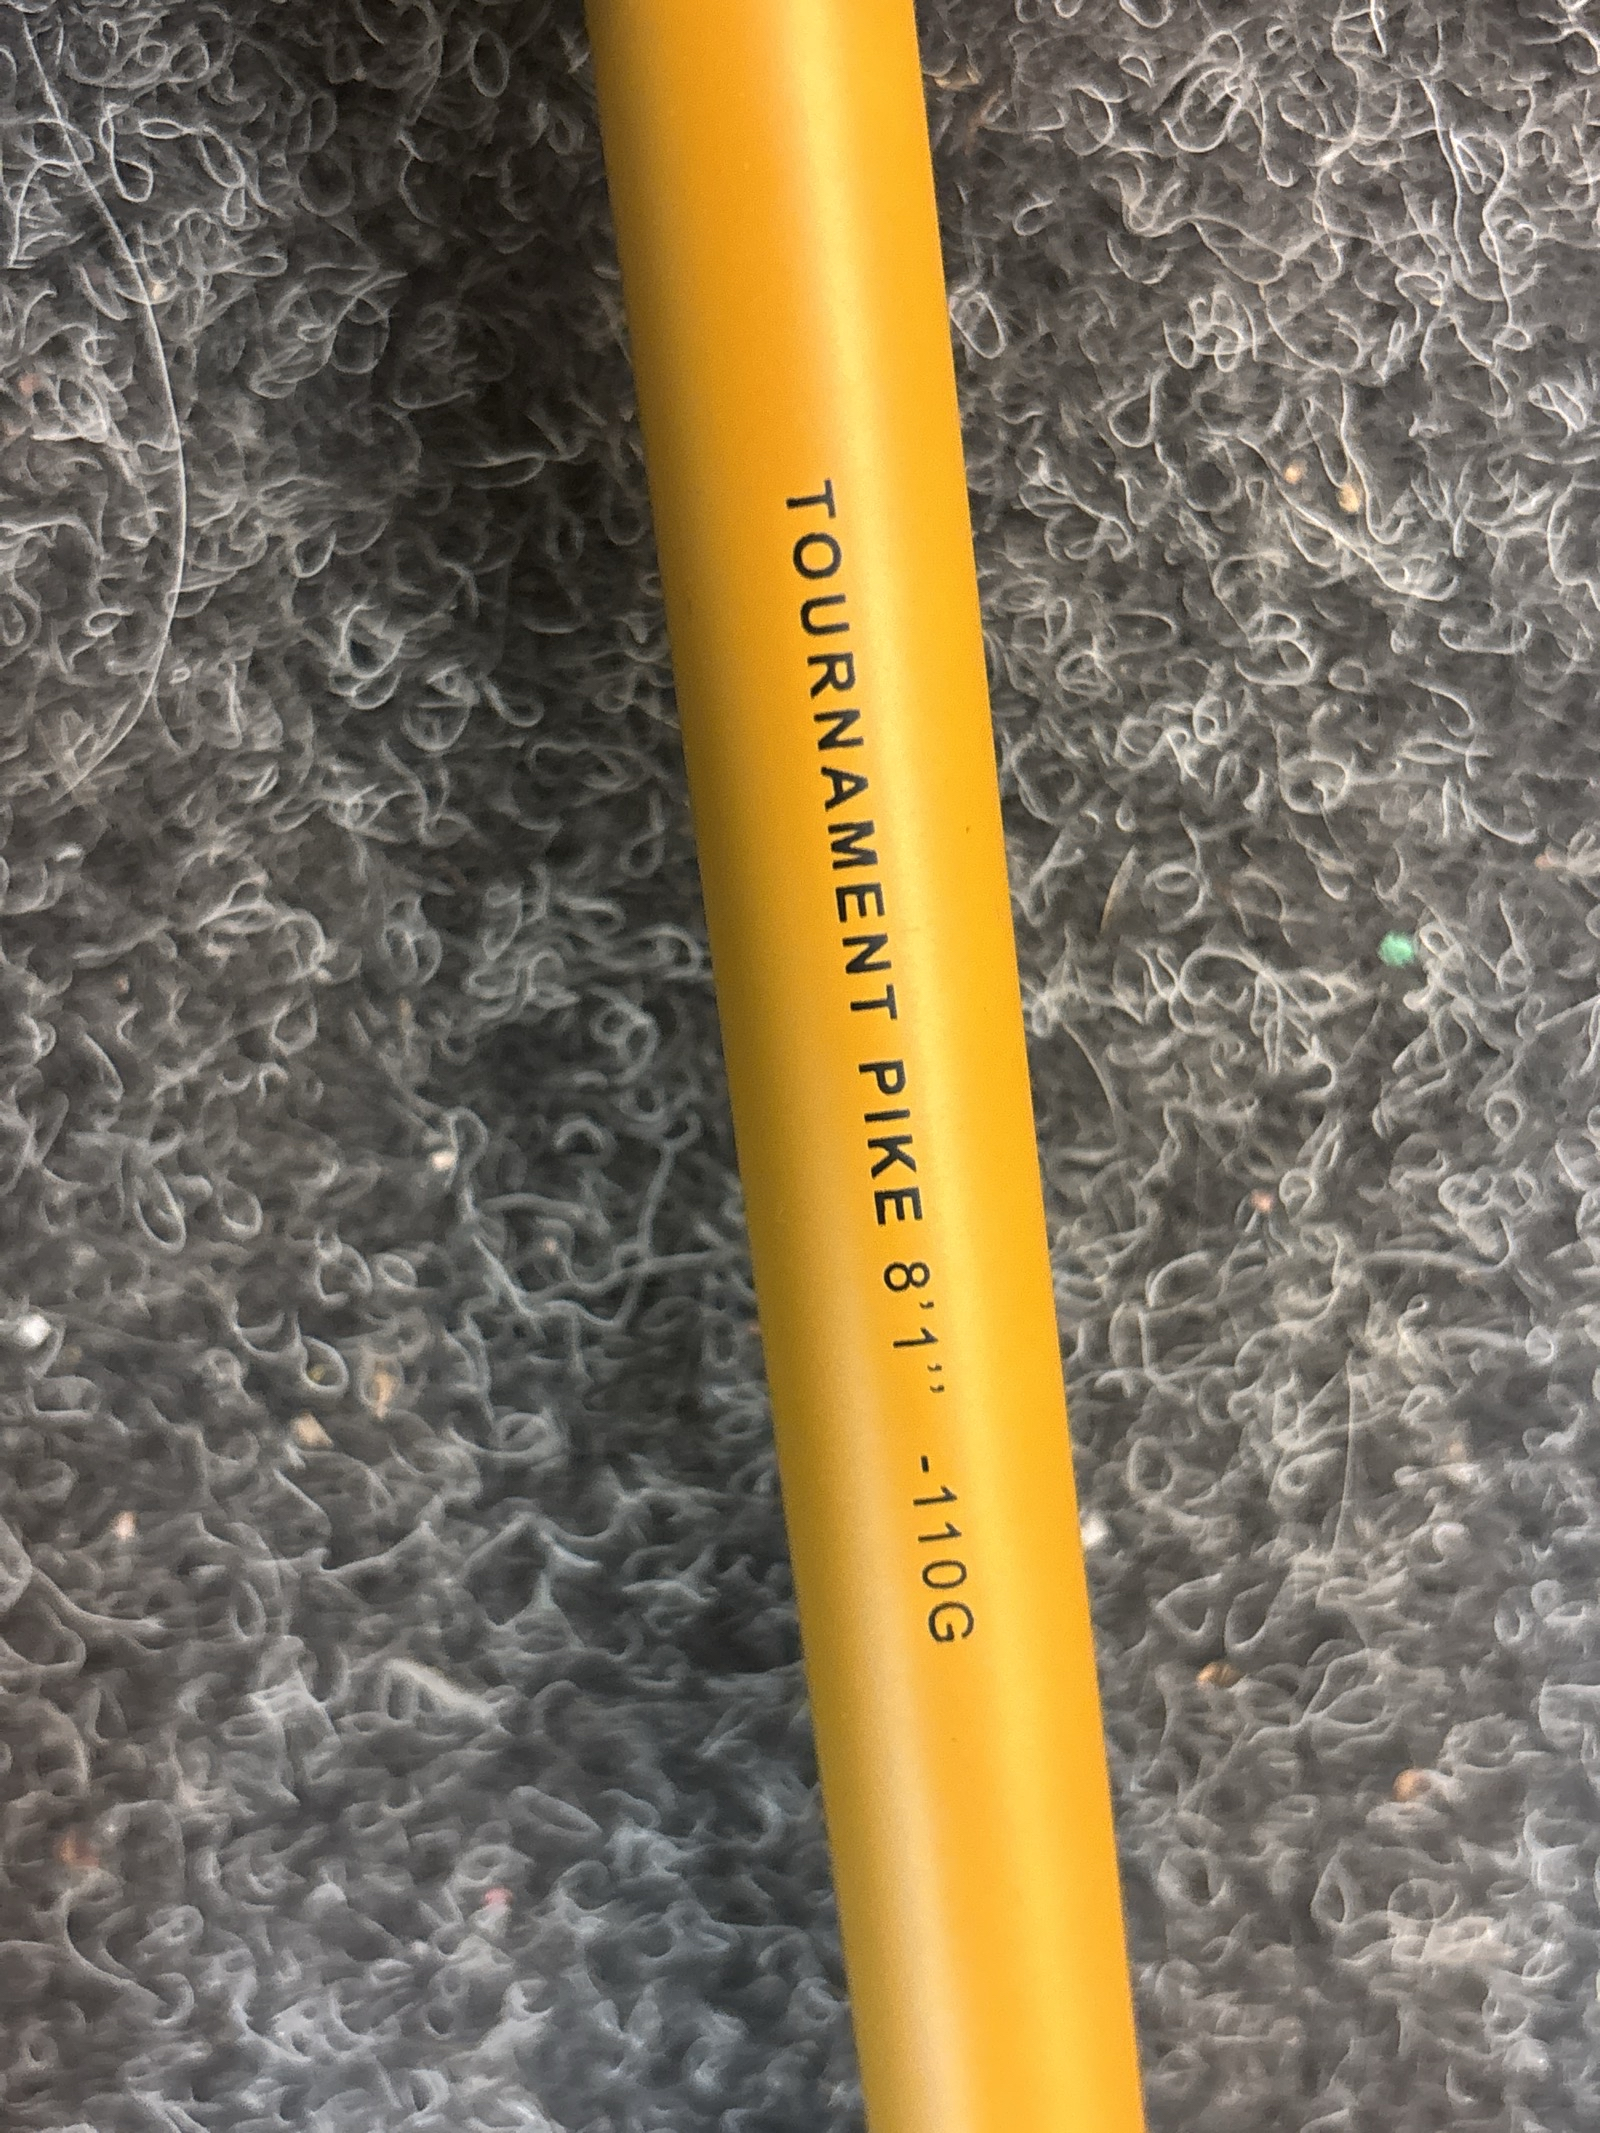 TOURNAMENT PIKE 8’1’’ -110G